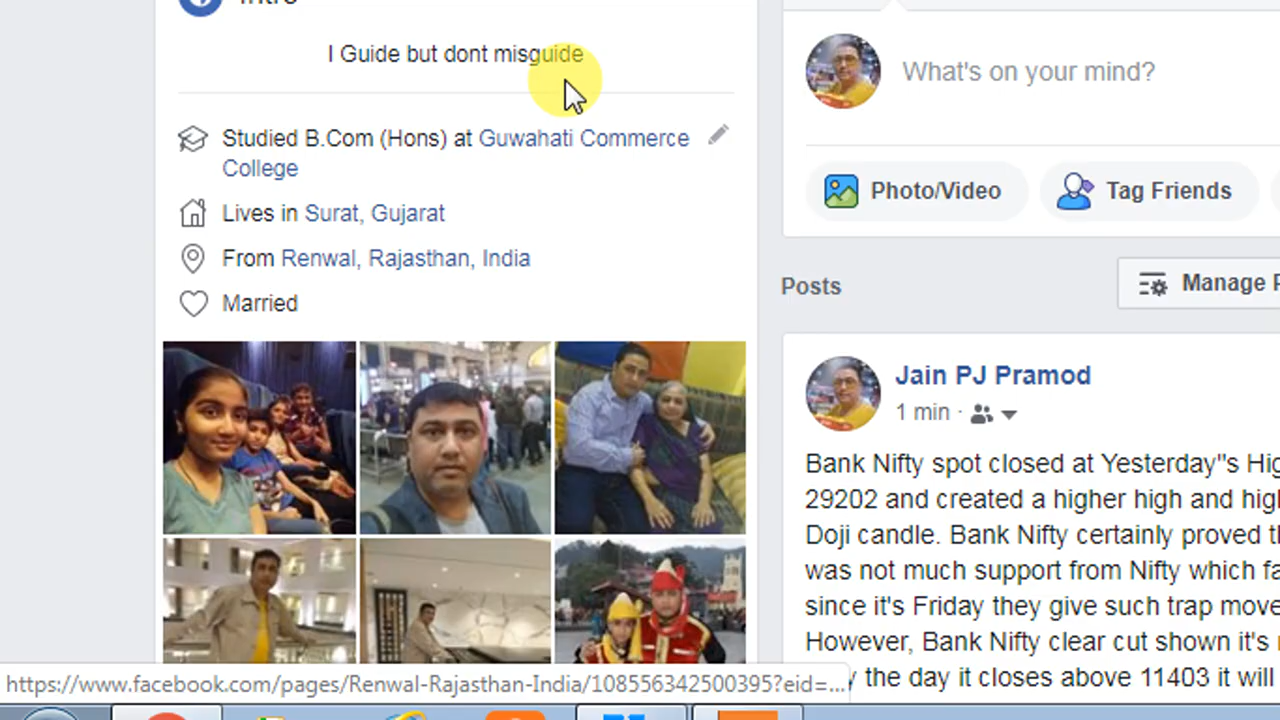 Intro
I Guide but dont misguide
Studied B.Com (Hons) at Guwahati Commerce
College
Lives in Surat, Gujarat
From Renwal, Rajasthan, India
Married
What's on your mind?
Photo/Video
Tag Friends
Posts
Manage P
Jain PJ Pramod
1 min ·
Bank Nifty spot closed at Yesterday"s Hig
29202 and created a higher high and high
Doji candle. Bank Nifty certainly proved th
was not much support from Nifty which fa
since it's Friday they give such trap move
However, Bank Nifty clear cut shown it's
the day it closes above 11403 it will
https://www.facebook.com/pages/Renwal-Rajasthan-India/108556342500395?eid=...